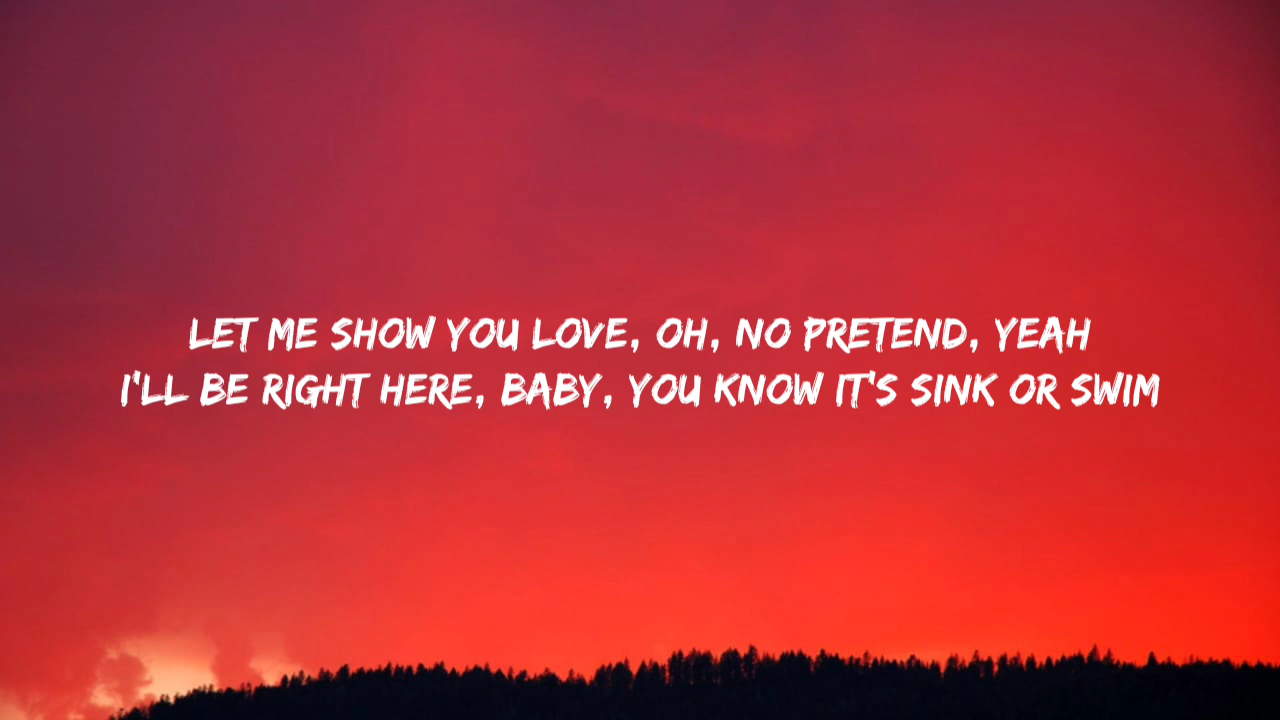 LET ME SHOW YOU LOVE, OH, NO PRETEND, YEAH
I'LL BE RIGHT HERE, BABY, YOU KNOW IT'S SINK OR SWIM